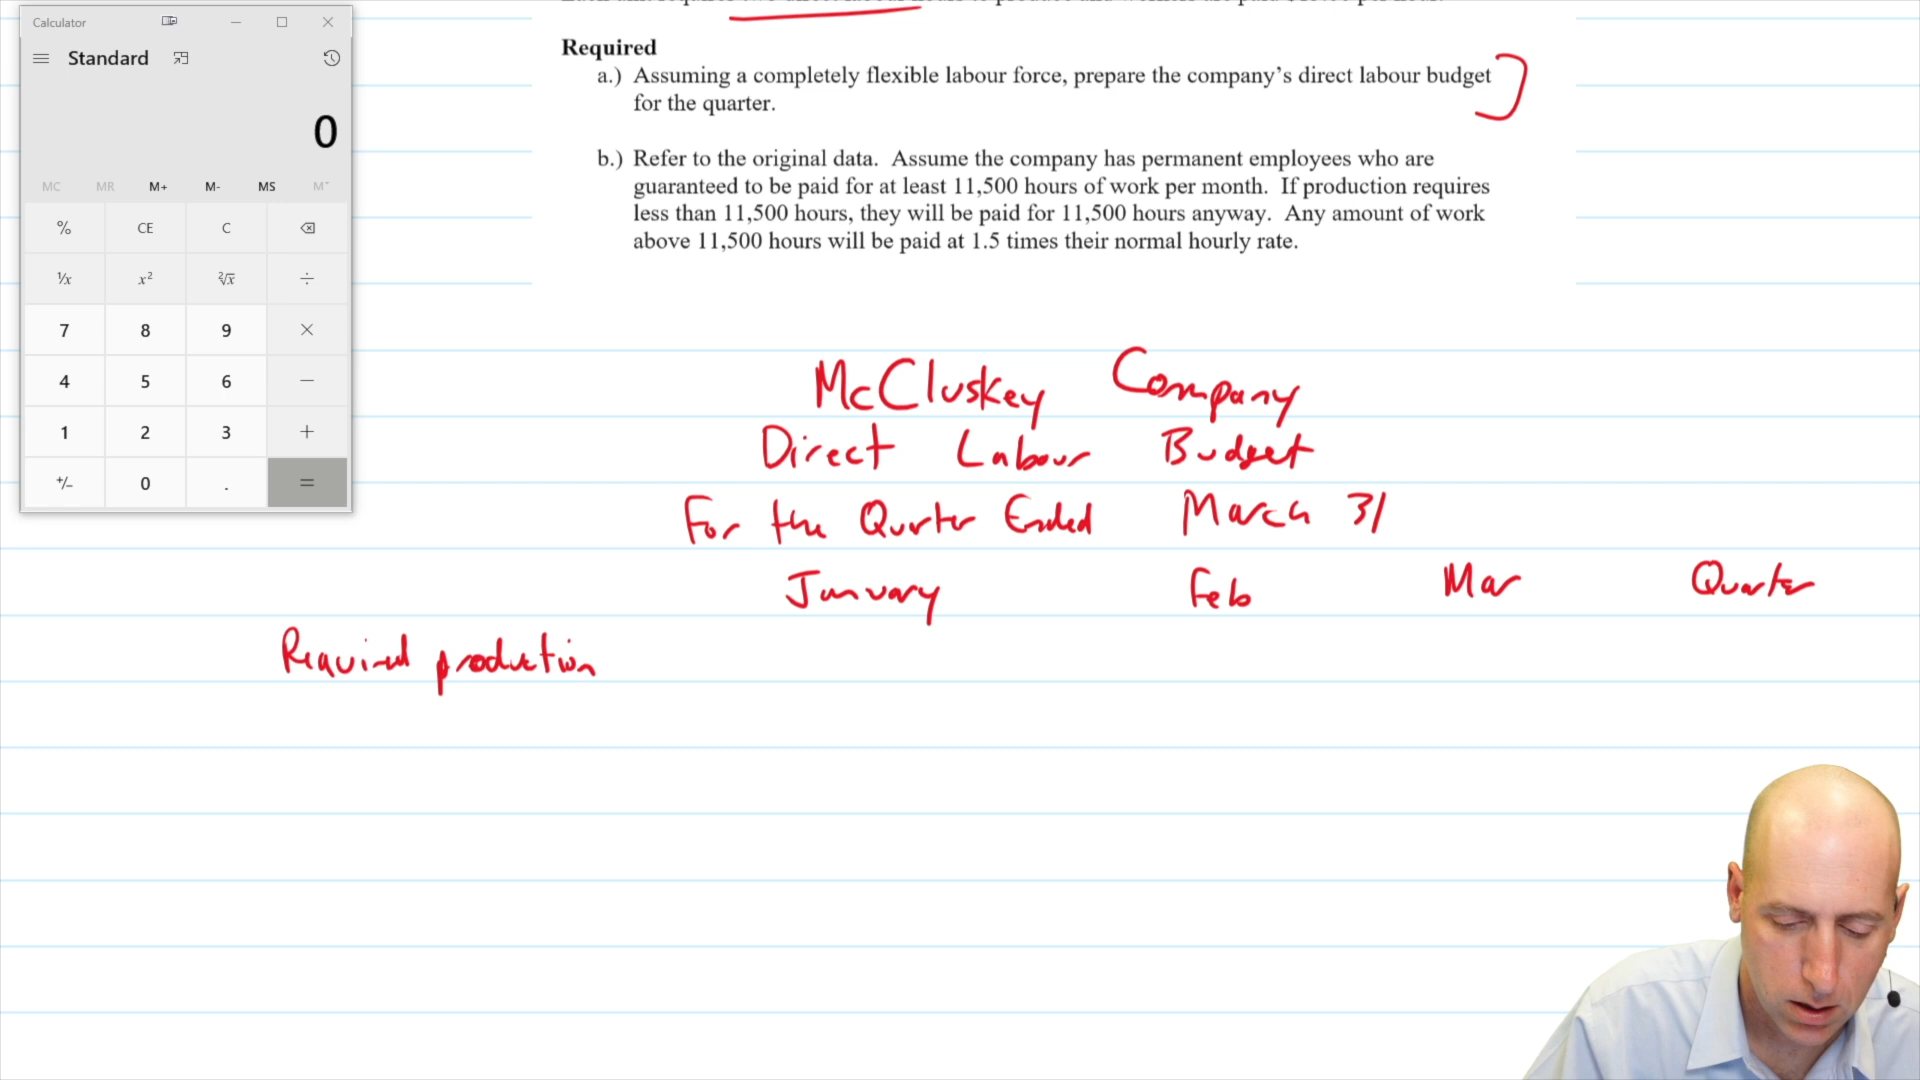 Calculator
Standard
0
MC MR M+ M- MS M˅
% CE C
¹/x x² ²√x ÷
7 8 9 ×
4 5 6 −
1 2 3 +
+/- 0 . =
Required
a.) Assuming a completely flexible labour force, prepare the company's direct labour budget
for the quarter.
b.) Refer to the original data. Assume the company has permanent employees who are
guaranteed to be paid for at least 11,500 hours of work per month. If production requires
less than 11,500 hours, they will be paid for 11,500 hours anyway. Any amount of work
above 11,500 hours will be paid at 1.5 times their normal hourly rate.
McCluskey Company
Direct Labour Budget
For the Quarter Ended March 31
January Feb Mar Quarter
Required production